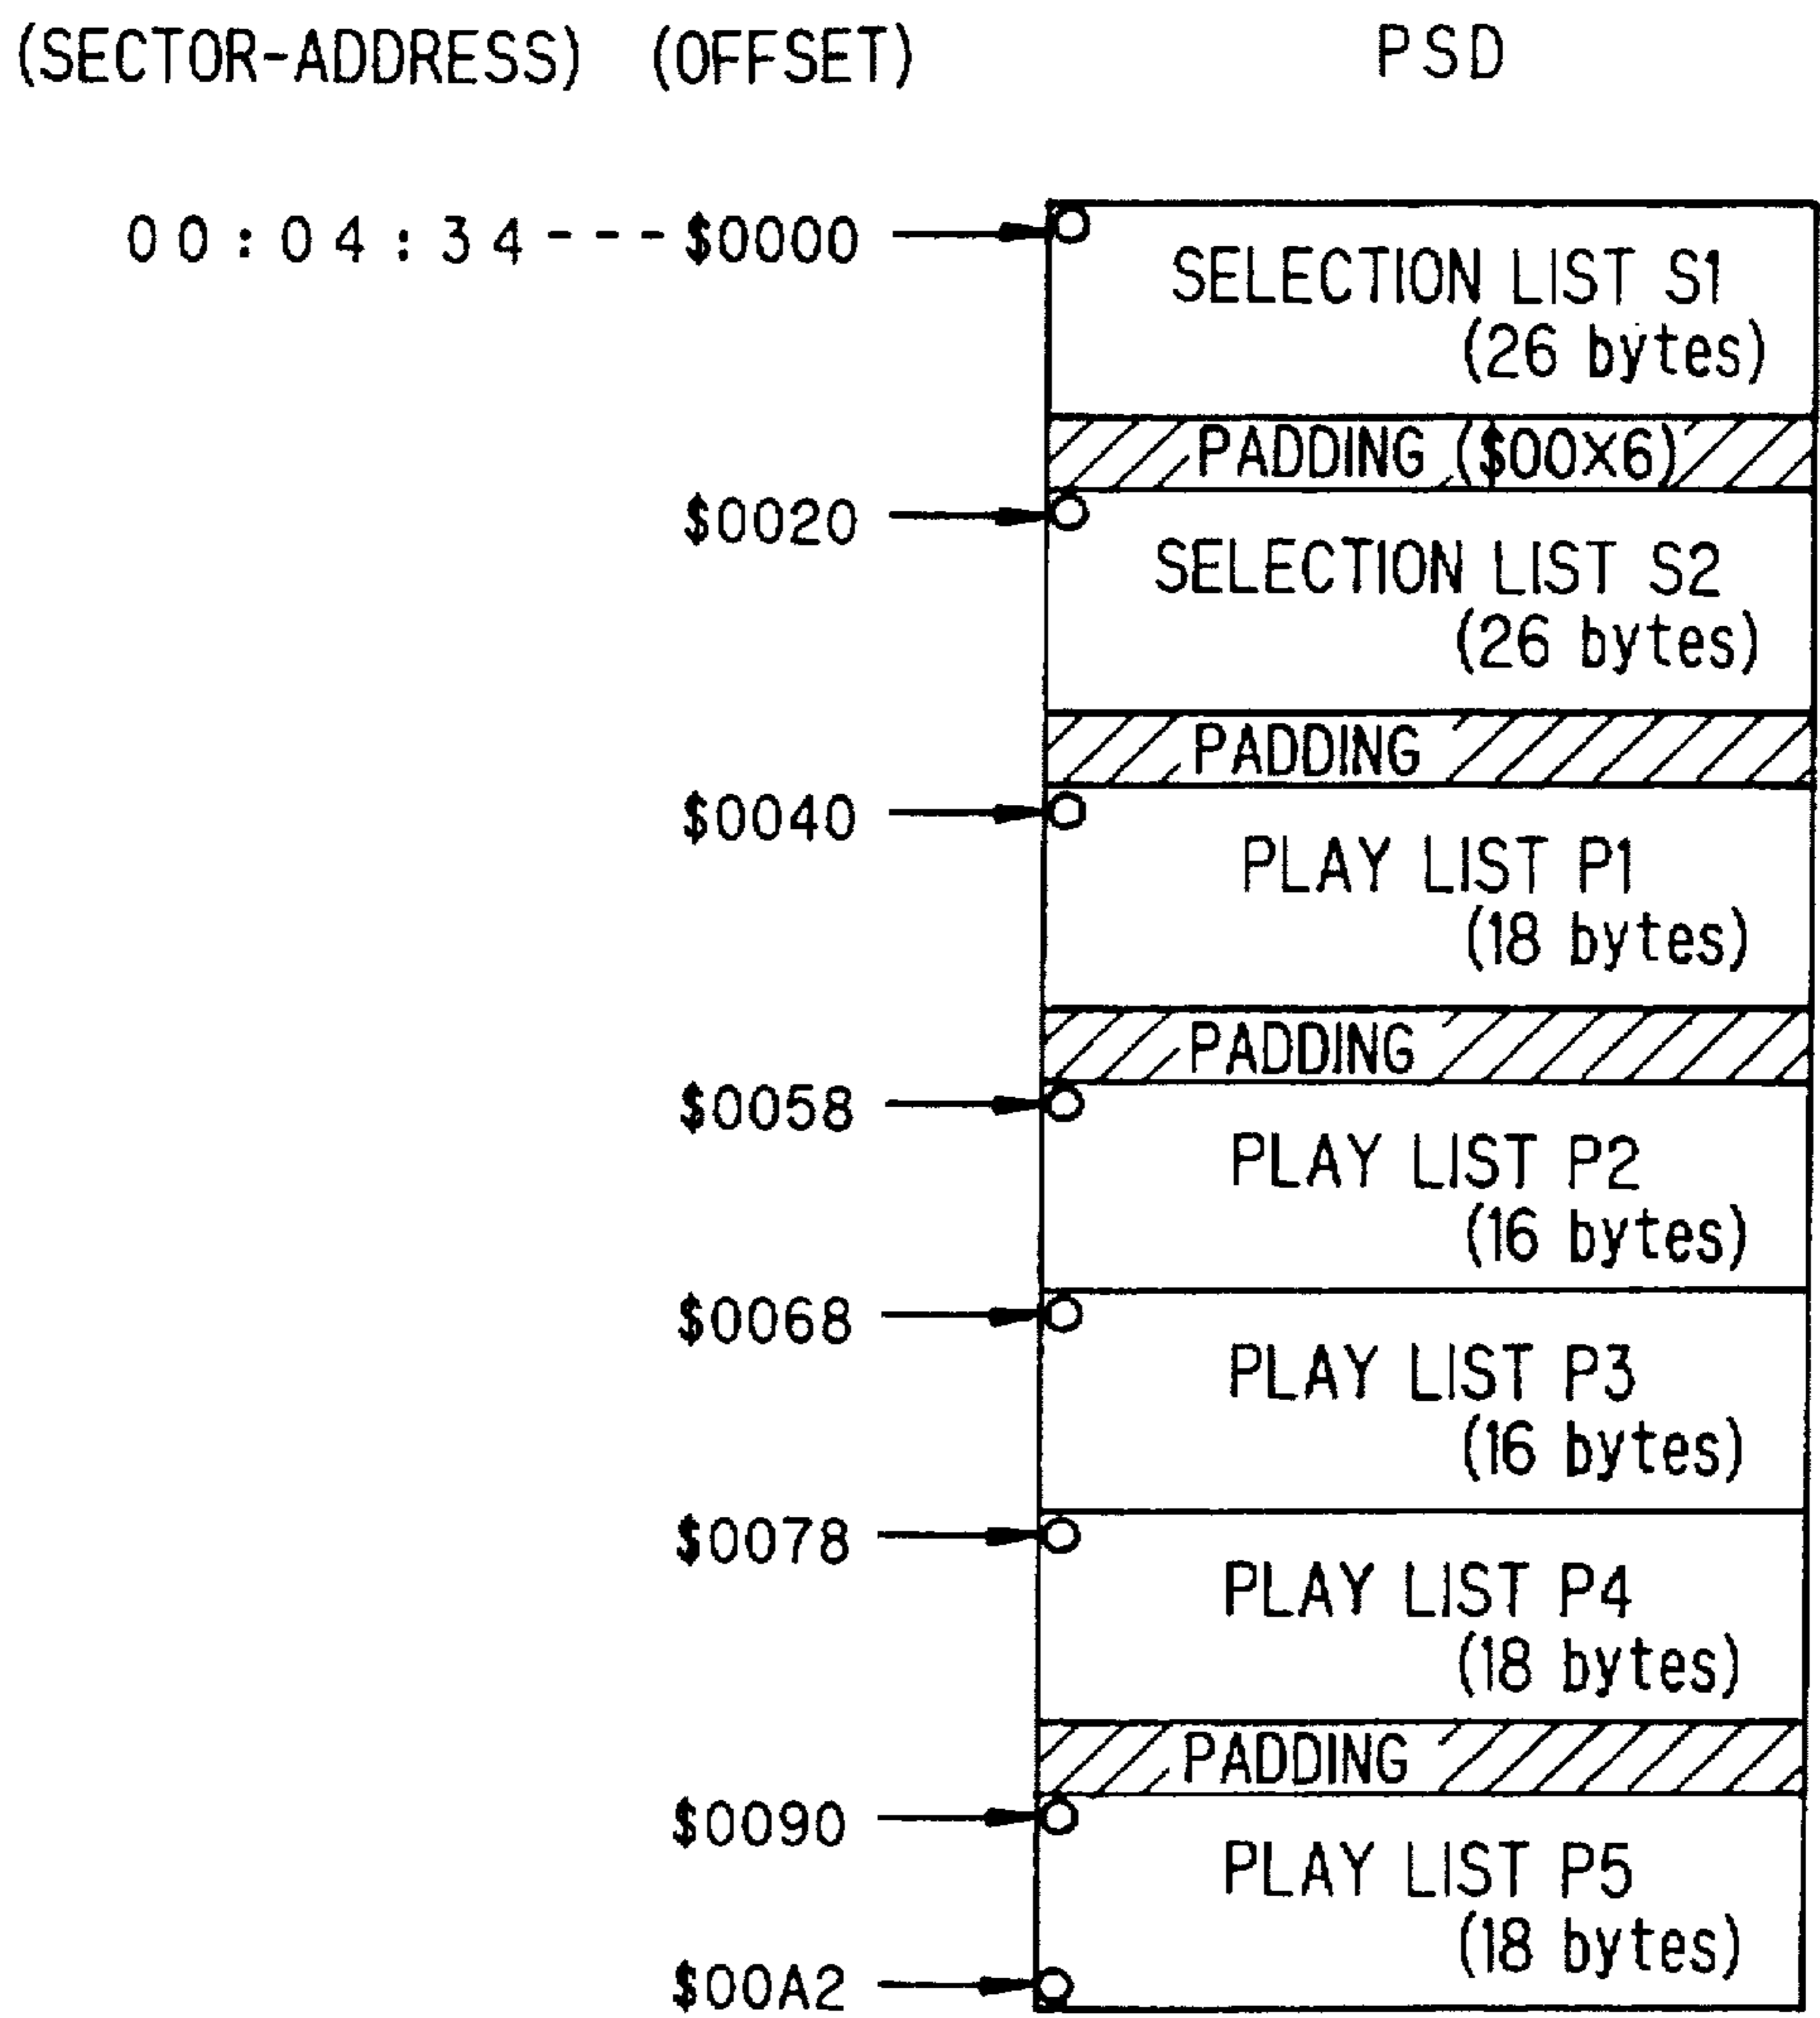 (SECTOR-ADDRESS) (OFFSET) PSD
00:04:34---$0000
SELECTION LIST S1
(26 bytes)
PADDING ($00X6)
$0020
SELECTION LIST S2
(26 bytes)
PADDING
$0040
PLAY LIST P1
(18 bytes)
PADDING
$0058
PLAY LIST P2
(16 bytes)
$0068
PLAY LIST P3
(16 bytes)
$0078
PLAY LIST P4
(18 bytes)
PADDING
$0090
PLAY LIST P5
(18 bytes)
$00A2